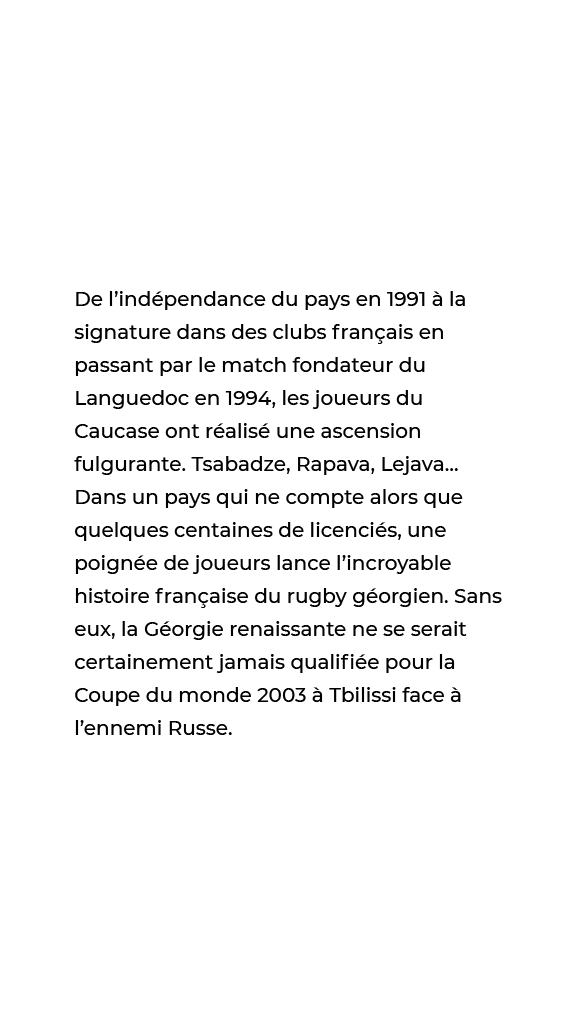 De l’indépendance du pays en 1991 à la
signature dans des clubs français en
passant par le match fondateur du
Languedoc en 1994, les joueurs du
Caucase ont réalisé une ascension
fulgurante. Tsabadze, Rapava, Lejava...
Dans un pays qui ne compte alors que
quelques centaines de licenciés, une
poignée de joueurs lance l’incroyable
histoire française du rugby géorgien. Sans
eux, la Géorgie renaissante ne se serait
certainement jamais qualifiée pour la
Coupe du monde 2003 à Tbilissi face à
l’ennemi Russe.